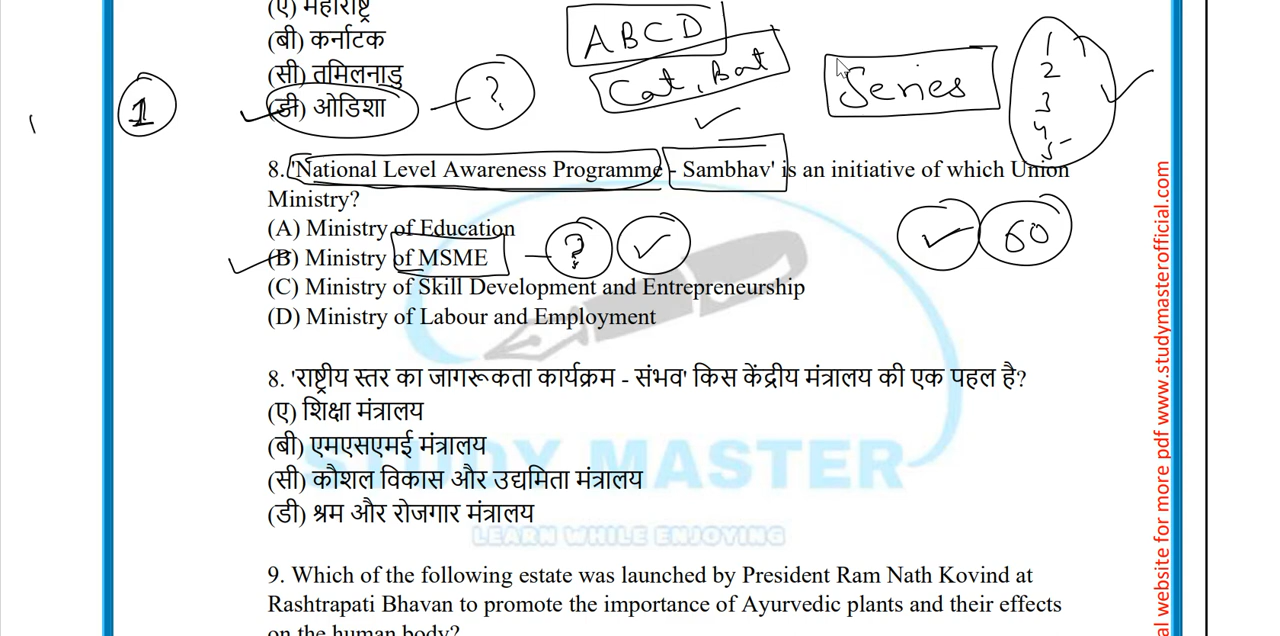 (ए) महाराष्ट्र
(बी) कर्नाटक
(सी) तमिलनाडु
(डी) ओडिशा
?
1
ABCD
Cat, Bat
Series
1
2
3
4
5
8. 'National Level Awareness Programme - Sambhav' is an initiative of which Union
Ministry?
(A) Ministry of Education
(B) Ministry of MSME
?
60
(C) Ministry of Skill Development and Entrepreneurship
(D) Ministry of Labour and Employment
8. 'राष्ट्रीय स्तर का जागरूकता कार्यक्रम - संभव' किस केंद्रीय मंत्रालय की एक पहल है?
(ए) शिक्षा मंत्रालय
(बी) एमएसएमई मंत्रालय
(सी) कौशल विकास और उद्यमिता मंत्रालय
(डी) श्रम और रोजगार मंत्रालय
STUDY MASTER
LEARN WHILE ENJOYING
9. Which of the following estate was launched by President Ram Nath Kovind at
Rashtrapati Bhavan to promote the importance of Ayurvedic plants and their effects
on the human body?
al website for more pdf www.studymasterofficial.com